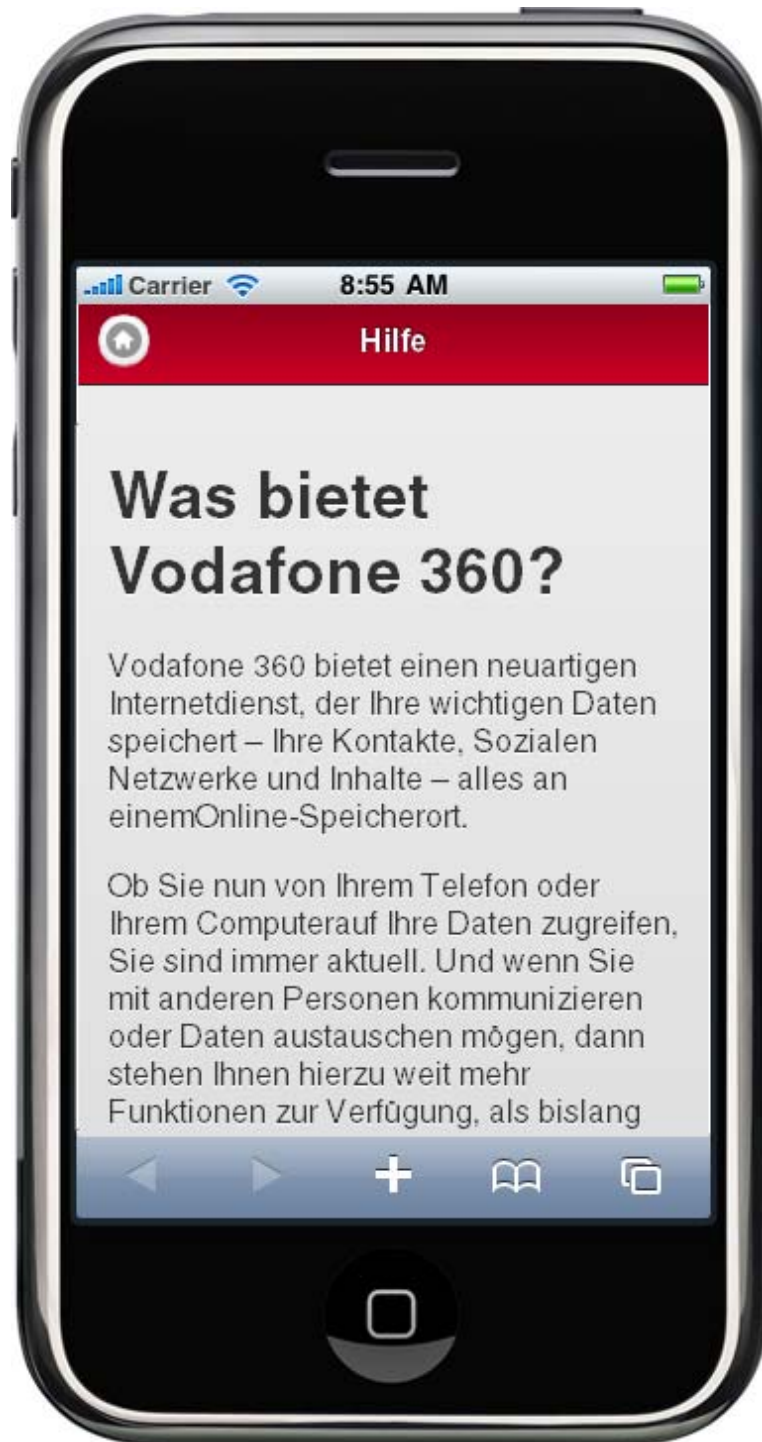 Carrier 8:55 AM
Hilfe
Was bietet
Vodafone 360?
Vodafone 360 bietet einen neuartigen
Internetdienst, der Ihre wichtigen Daten
speichert – Ihre Kontakte, Sozialen
Netzwerke und Inhalte – alles an
einemOnline-Speicherort.
Ob Sie nun von Ihrem Telefon oder
Ihrem Computerauf Ihre Daten zugreifen,
Sie sind immer aktuell. Und wenn Sie
mit anderen Personen kommunizieren
oder Daten austauschen mögen, dann
stehen Ihnen hierzu weit mehr
Funktionen zur Verfügung, als bislang